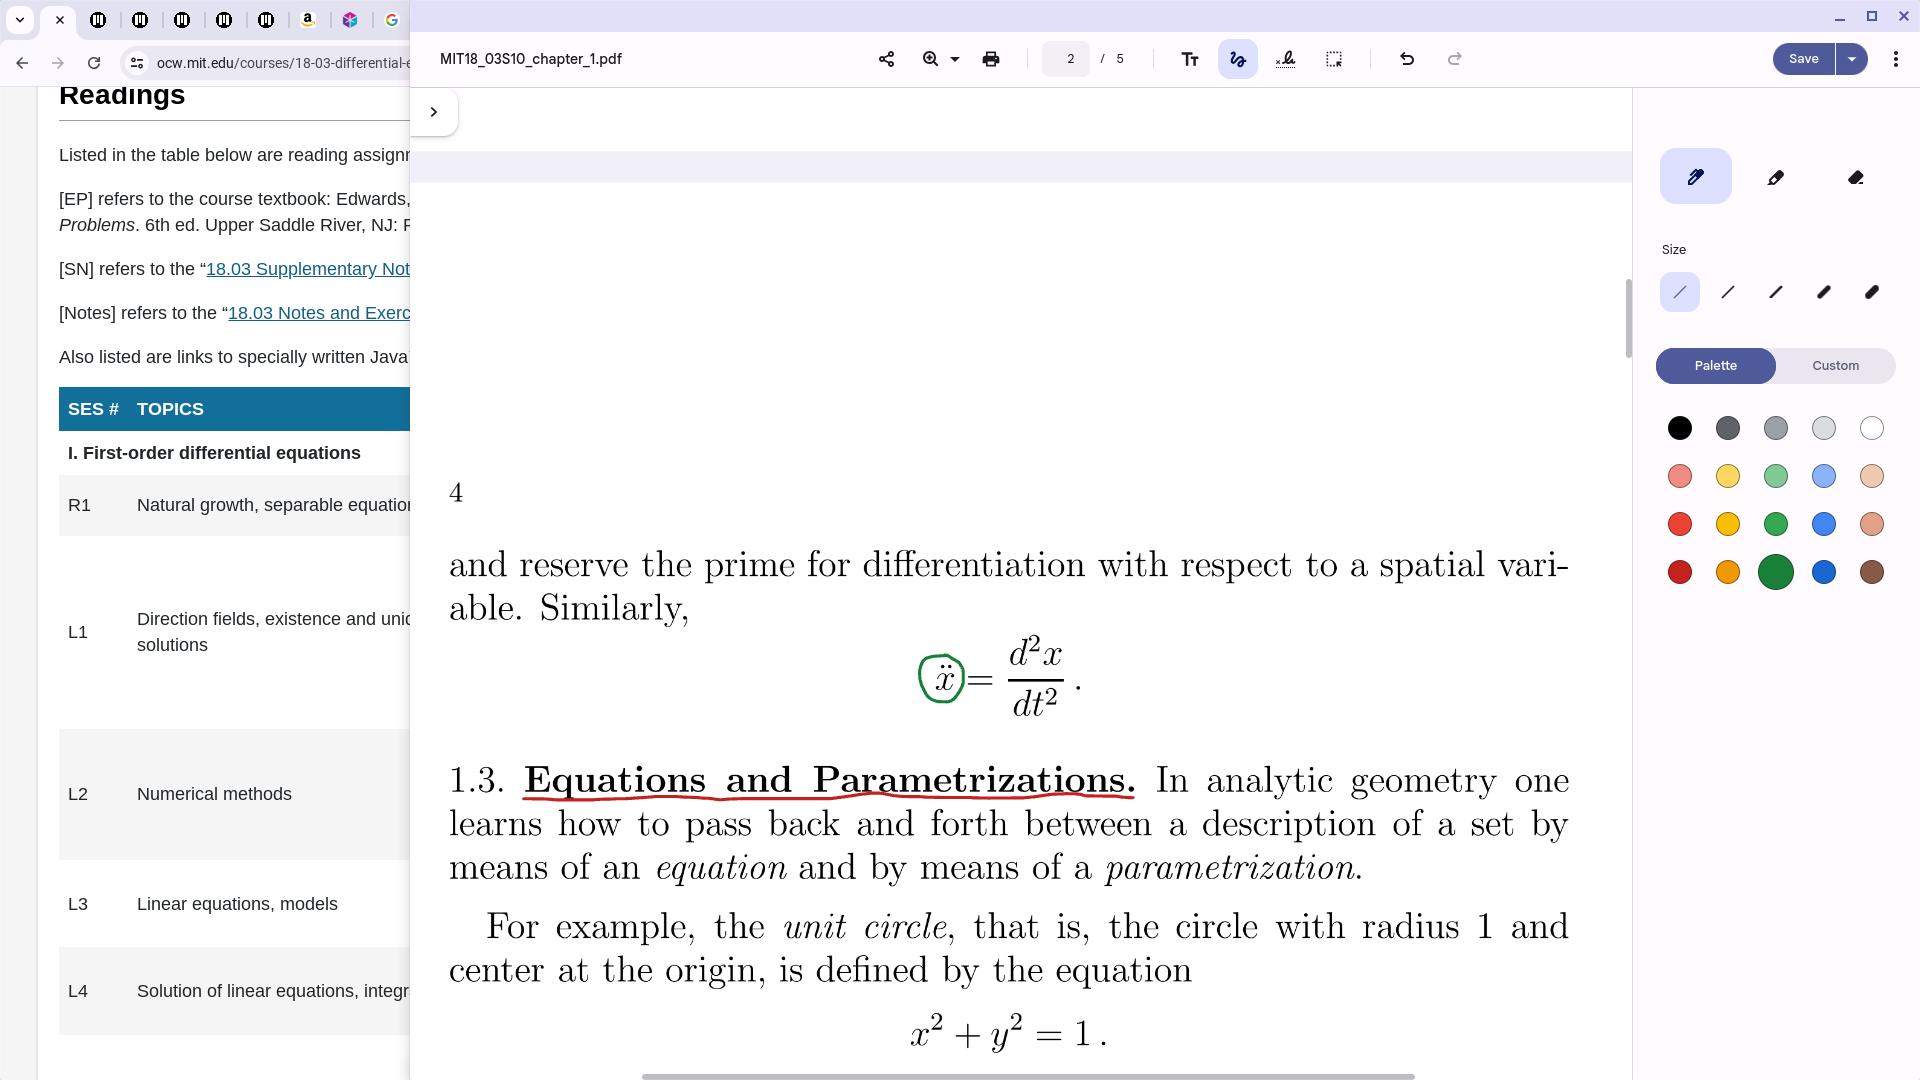 MIT18_03S10_chapter_1.pdf
2 / 5
Save
ocw.mit.edu/courses/18-03-differential-e
Readings
Listed in the table below are reading assignm
[EP] refers to the course textbook: Edwards,
Problems. 6th ed. Upper Saddle River, NJ: P
[SN] refers to the “18.03 Supplementary Not
[Notes] refers to the “18.03 Notes and Exerc
Also listed are links to specially written Java
SES # TOPICS
I. First-order differential equations
R1 Natural growth, separable equation
L1 Direction fields, existence and uniq
solutions
L2 Numerical methods
L3 Linear equations, models
L4 Solution of linear equations, integr
4
and reserve the prime for differentiation with respect to a spatial vari-
able. Similarly,
ẍ = d²x/dt² .
1.3. Equations and Parametrizations. In analytic geometry one
learns how to pass back and forth between a description of a set by
means of an equation and by means of a parametrization.
For example, the unit circle, that is, the circle with radius 1 and
center at the origin, is defined by the equation
x² + y² = 1 .
Size
Palette Custom